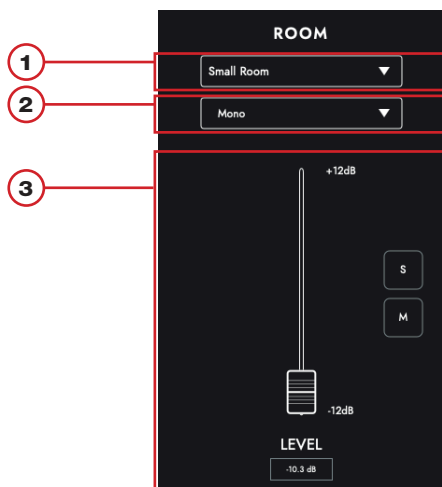 ROOM
1
Small Room
2
Mono
3
+12dB
S
M
-12dB
LEVEL
-10.3 dB